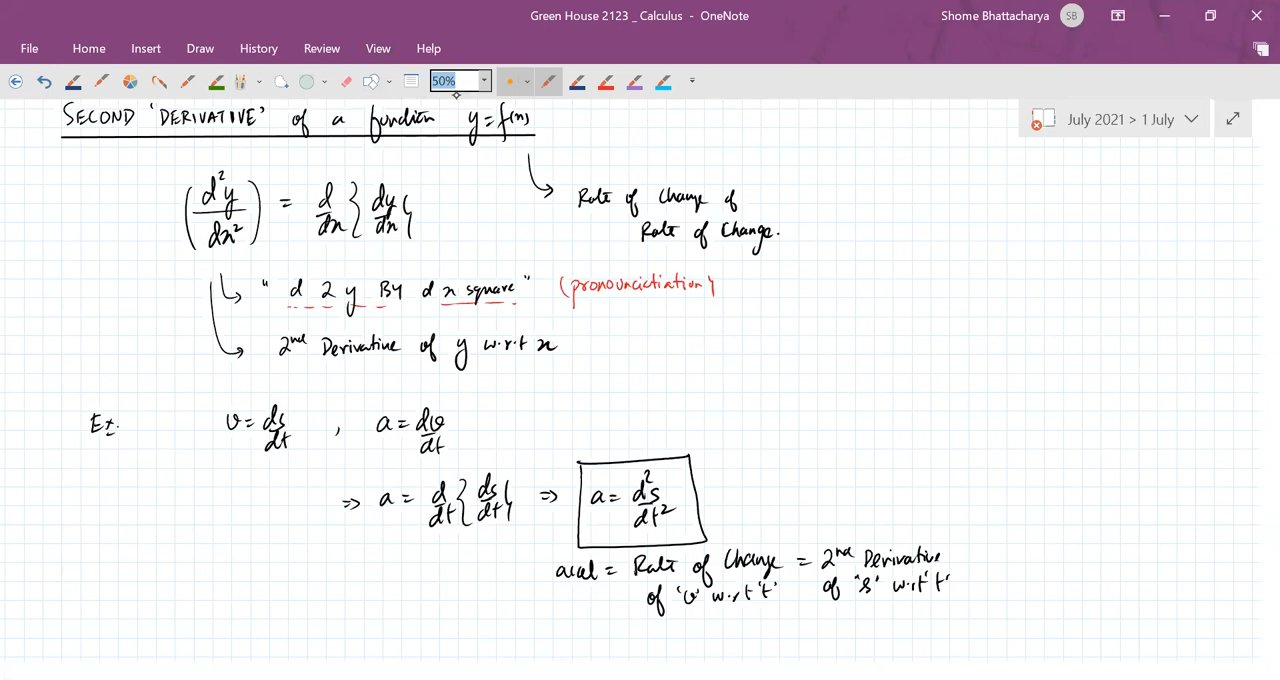 Green House 2123 _ Calculus - OneNote
Shome Bhattacharya SB
File Home Insert Draw History Review View Help
50%
July 2021 > 1 July
SECOND 'DERIVATIVE' of a function y = f(x)
(d²y/dx²) = d/dx {dy/dx}
Rate of Change of
Rate of Change.
" d 2 y By d x square " (pronouncictiation)
2nd Derivative of y w.r.t x
Ex. v = ds/dt , a = dv/dt
⇒ a = d/dt {ds/dt} ⇒ a = d²s/dt²
accel = Rate of Change = 2nd Derivative
of 'v' w.r.t 't' of 's' w.r.t 't'